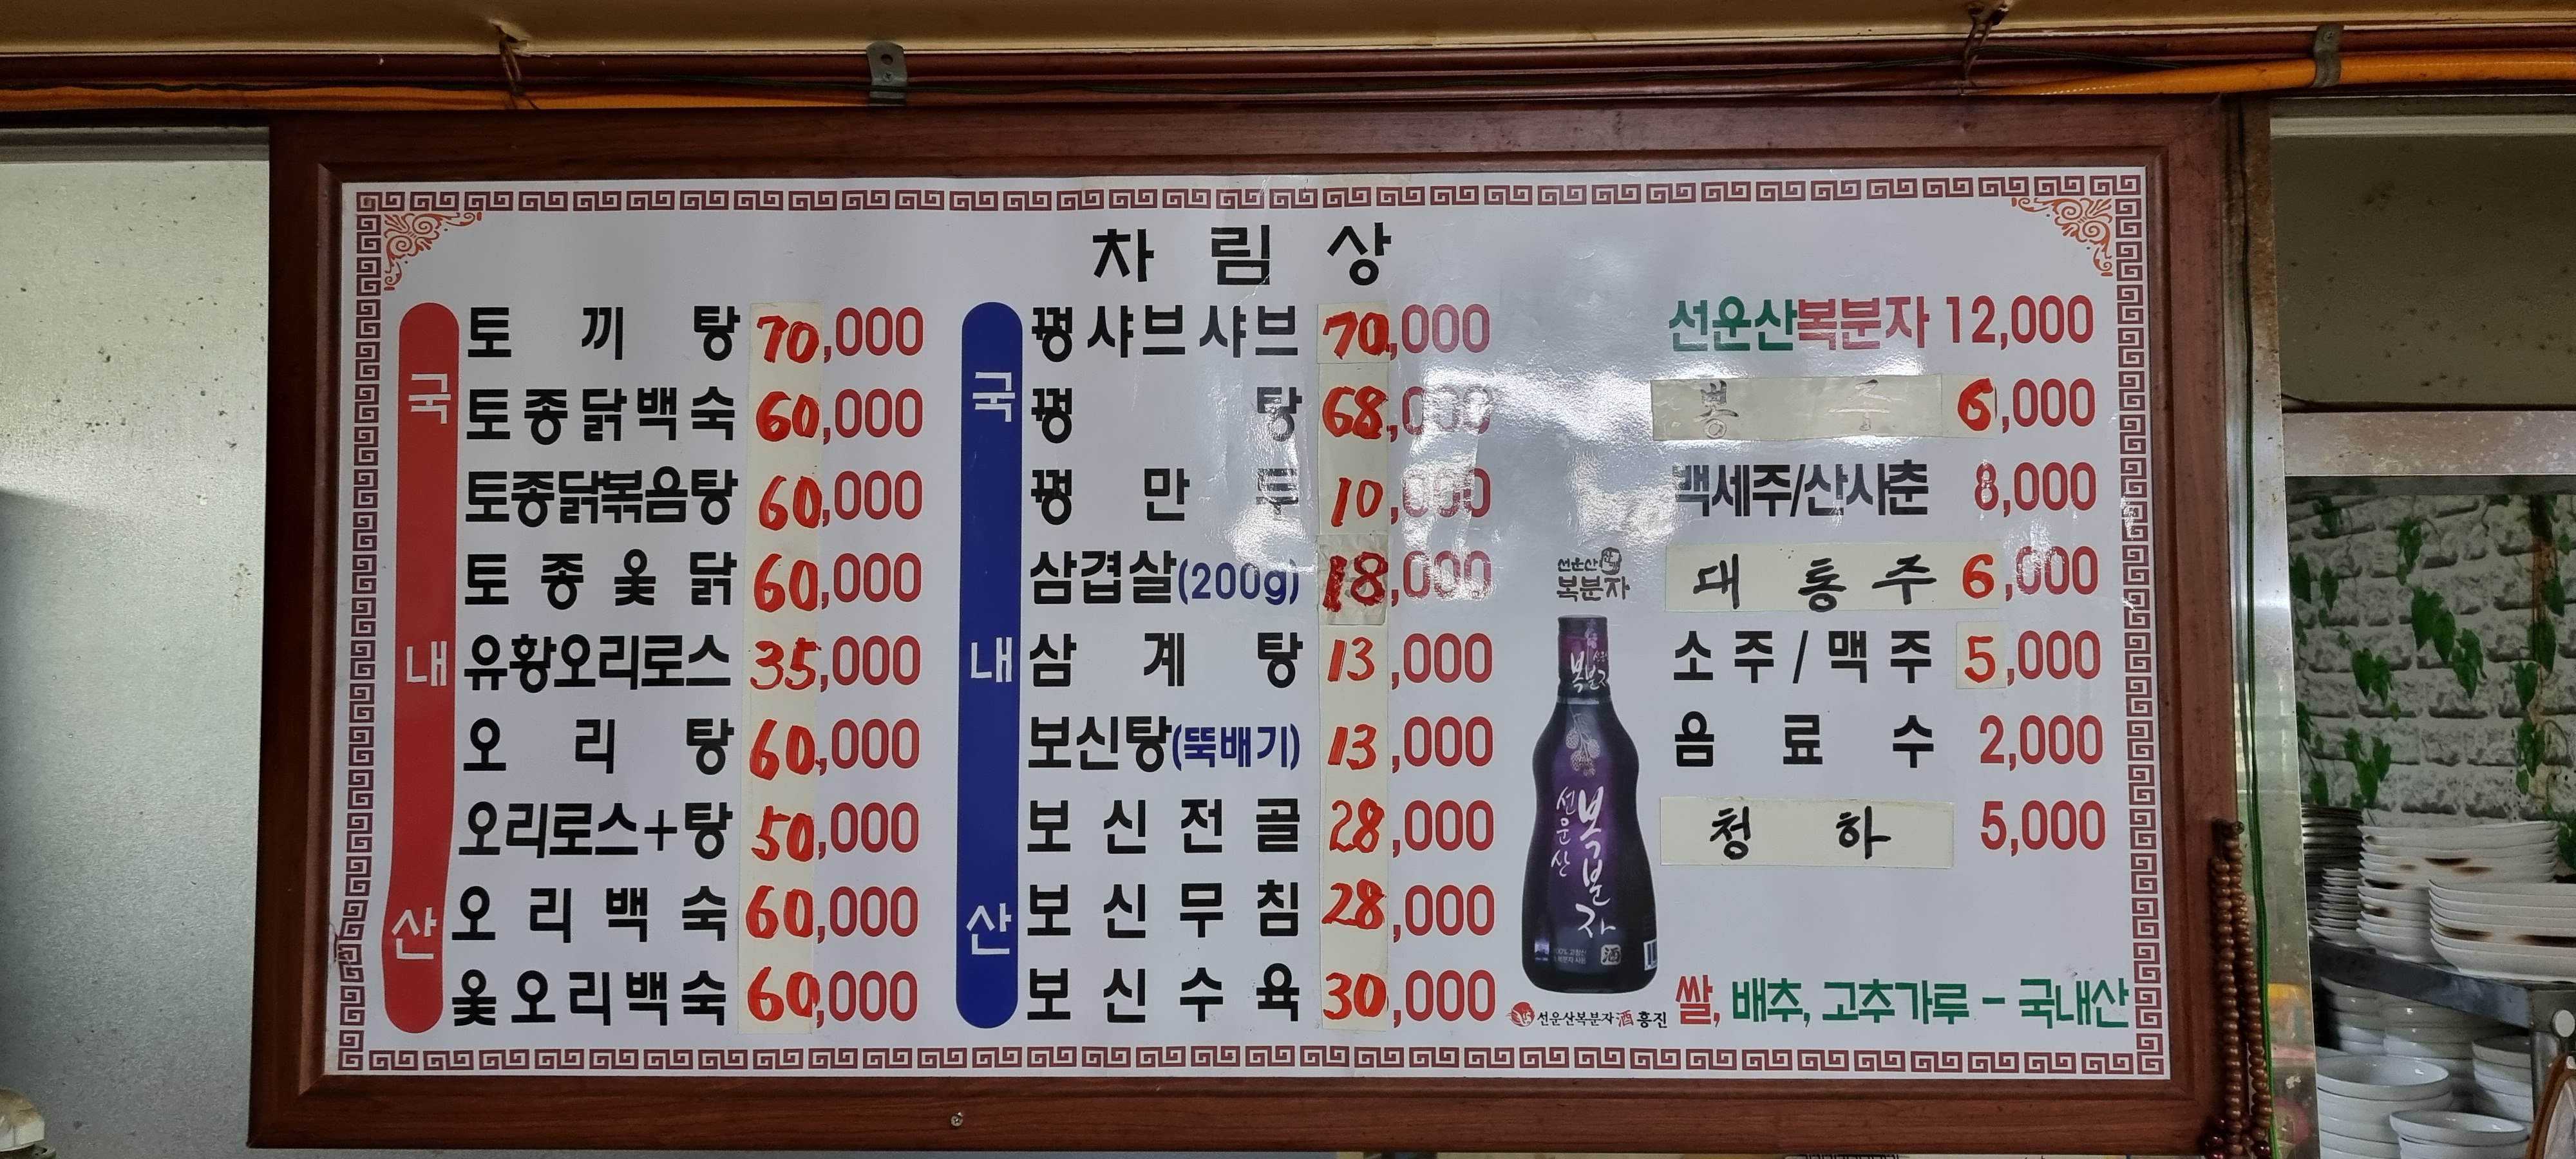 차림상
국내산
토끼탕 70,000
토종닭백숙 60,000
토종닭볶음탕 60,000
토종옻닭 60,000
유황오리로스 35,000
오리탕 60,000
오리로스+탕 50,000
오리백숙 60,000
옻오리백숙 60,000
국내산
꿩샤브샤브 70,000
꿩탕 68,000
꿩만두 10,000
삼겹살(200g) 18,000
삼계탕 13,000
보신탕(뚝배기) 13,000
보신전골 28,000
보신무침 28,000
보신수육 30,000
선운산복분자 12,000
주 6,000
백세주/산사춘 8,000
대통주 6,000
소주/맥주 5,000
음료수 2,000
청하 5,000
선운산
복분자
복분자
선운산
복분자
酒
선운산복분자酒흥진
쌀, 배추, 고추가루 - 국내산